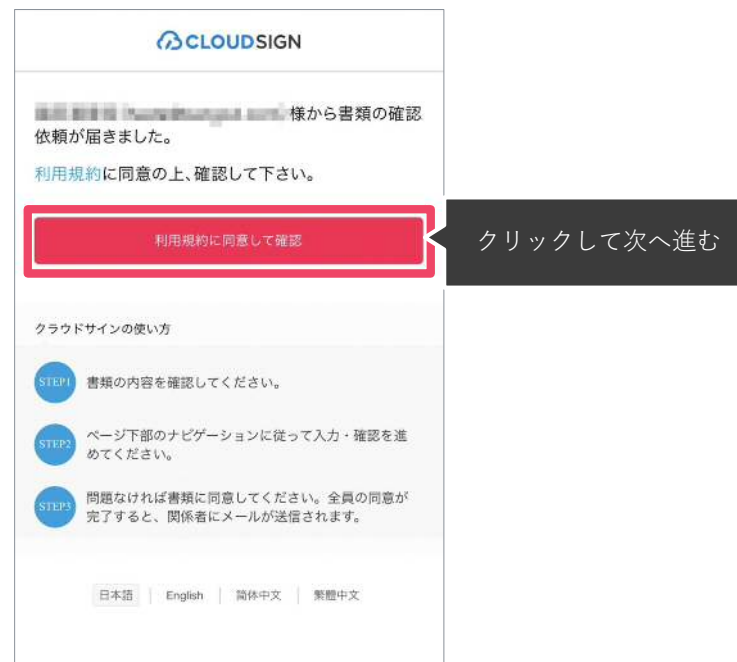 CLOUDSIGN
様から書類の確認
依頼が届きました。
利用規約に同意の上、確認して下さい。
利用規約に同意して確認
クリックして次へ進む
クラウドサインの使い方
STEP1
書類の内容を確認してください。
STEP2
ページ下部のナビゲーションに従って入力・確認を進
めてください。
STEP3
問題なければ書類に同意してください。全員の同意が
完了すると、関係者にメールが送信されます。
日本語 | English | 简体中文 | 繁體中文